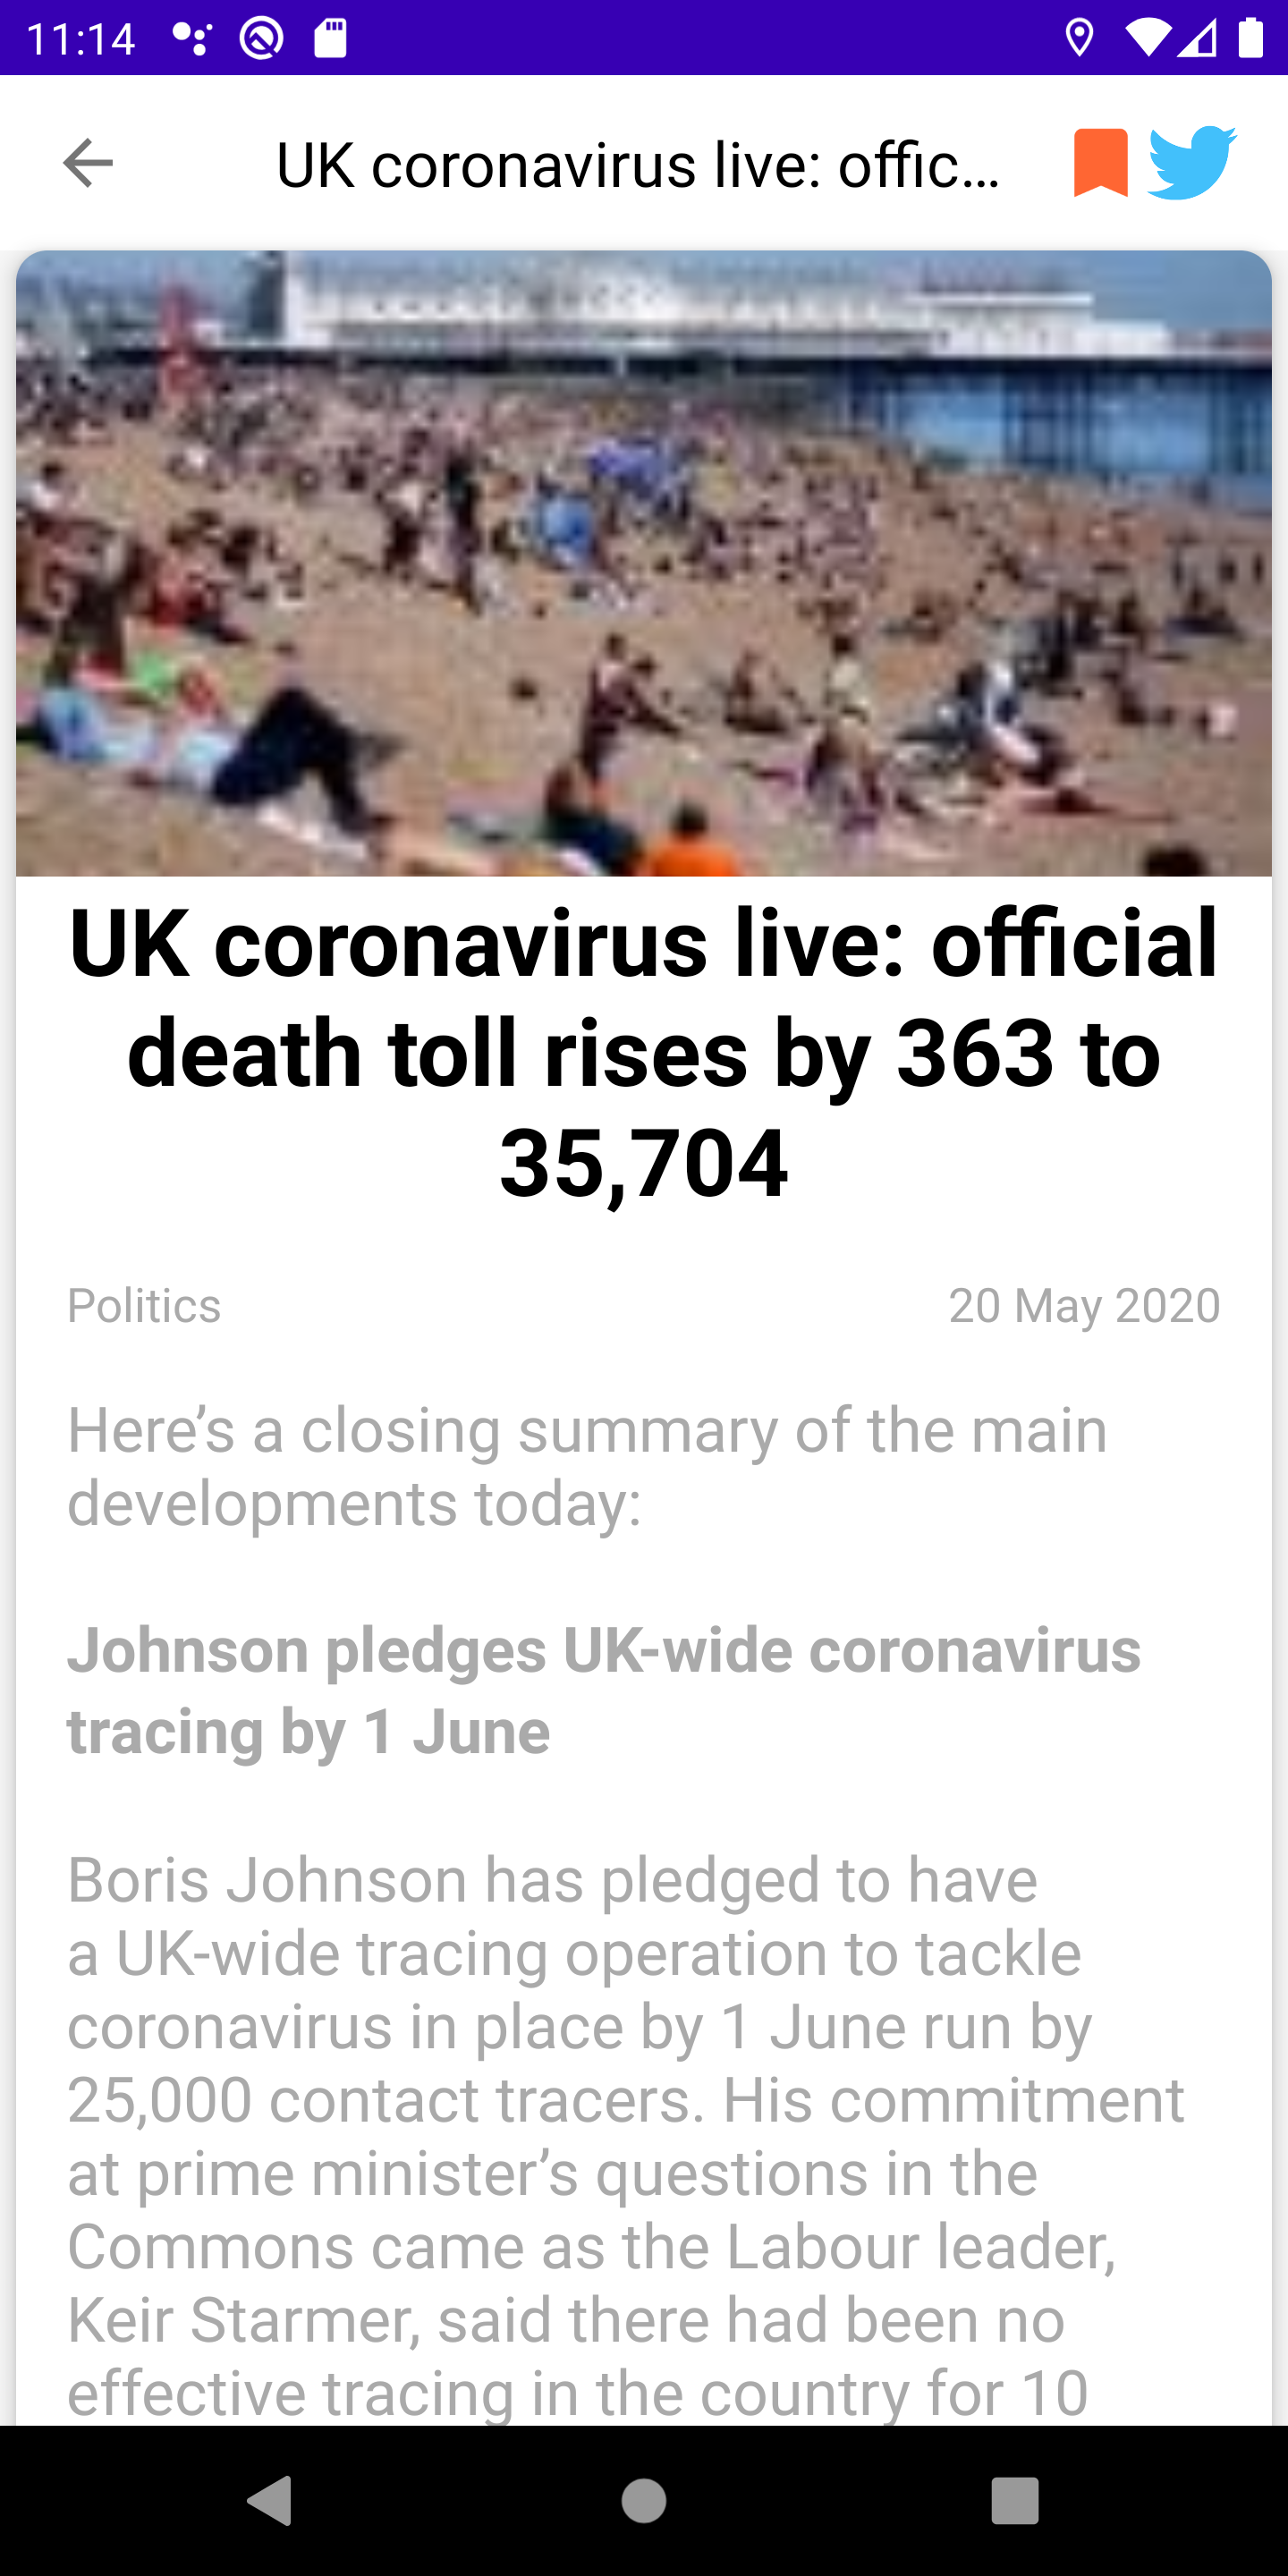 11:14
UK coronavirus live: offic...
UK coronavirus live: official
death toll rises by 363 to
35,704
Politics
20 May 2020
Here’s a closing summary of the main
developments today:
Johnson pledges UK-wide coronavirus
tracing by 1 June
Boris Johnson has pledged to have
a UK-wide tracing operation to tackle
coronavirus in place by 1 June run by
25,000 contact tracers. His commitment
at prime minister’s questions in the
Commons came as the Labour leader,
Keir Starmer, said there had been no
effective tracing in the country for 10